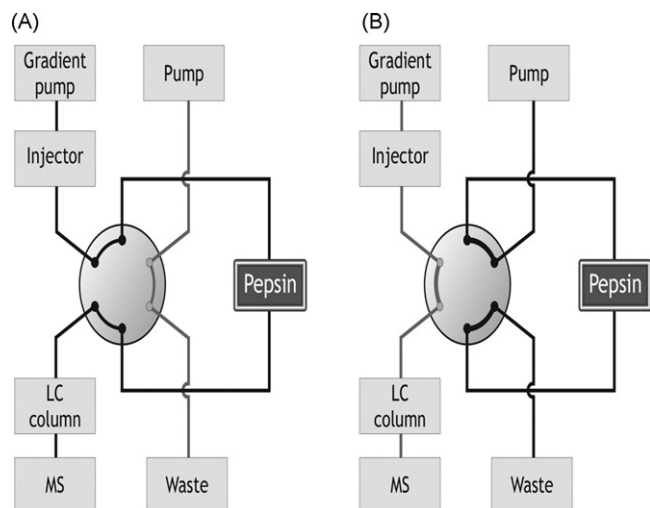 (A)
Gradient
pump
Pump
Injector
Pepsin
LC
column
MS
Waste
(B)
Gradient
pump
Pump
Injector
Pepsin
LC
column
MS
Waste